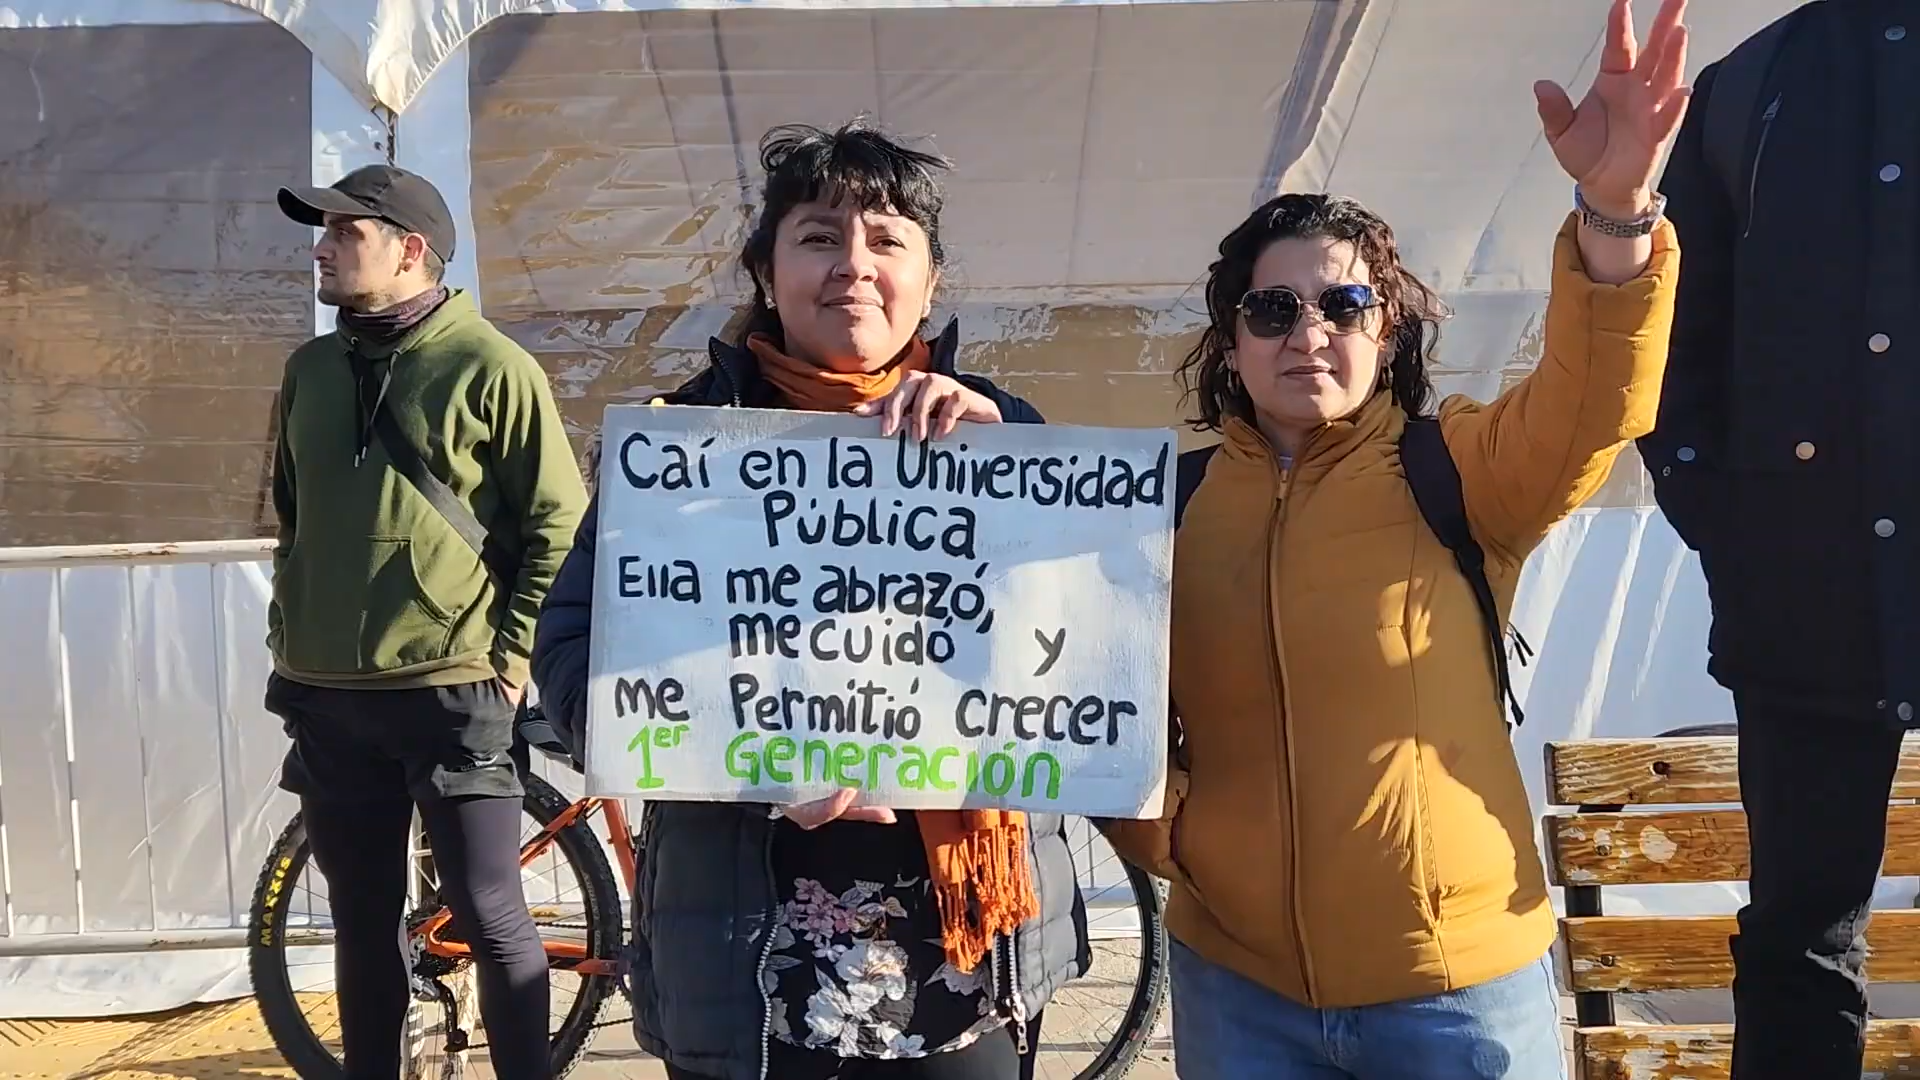 Caí en la Universidad
Pública
Ella me abrazó,
me cuidó y
me Permitió crecer
1er Generación
MAXXIS